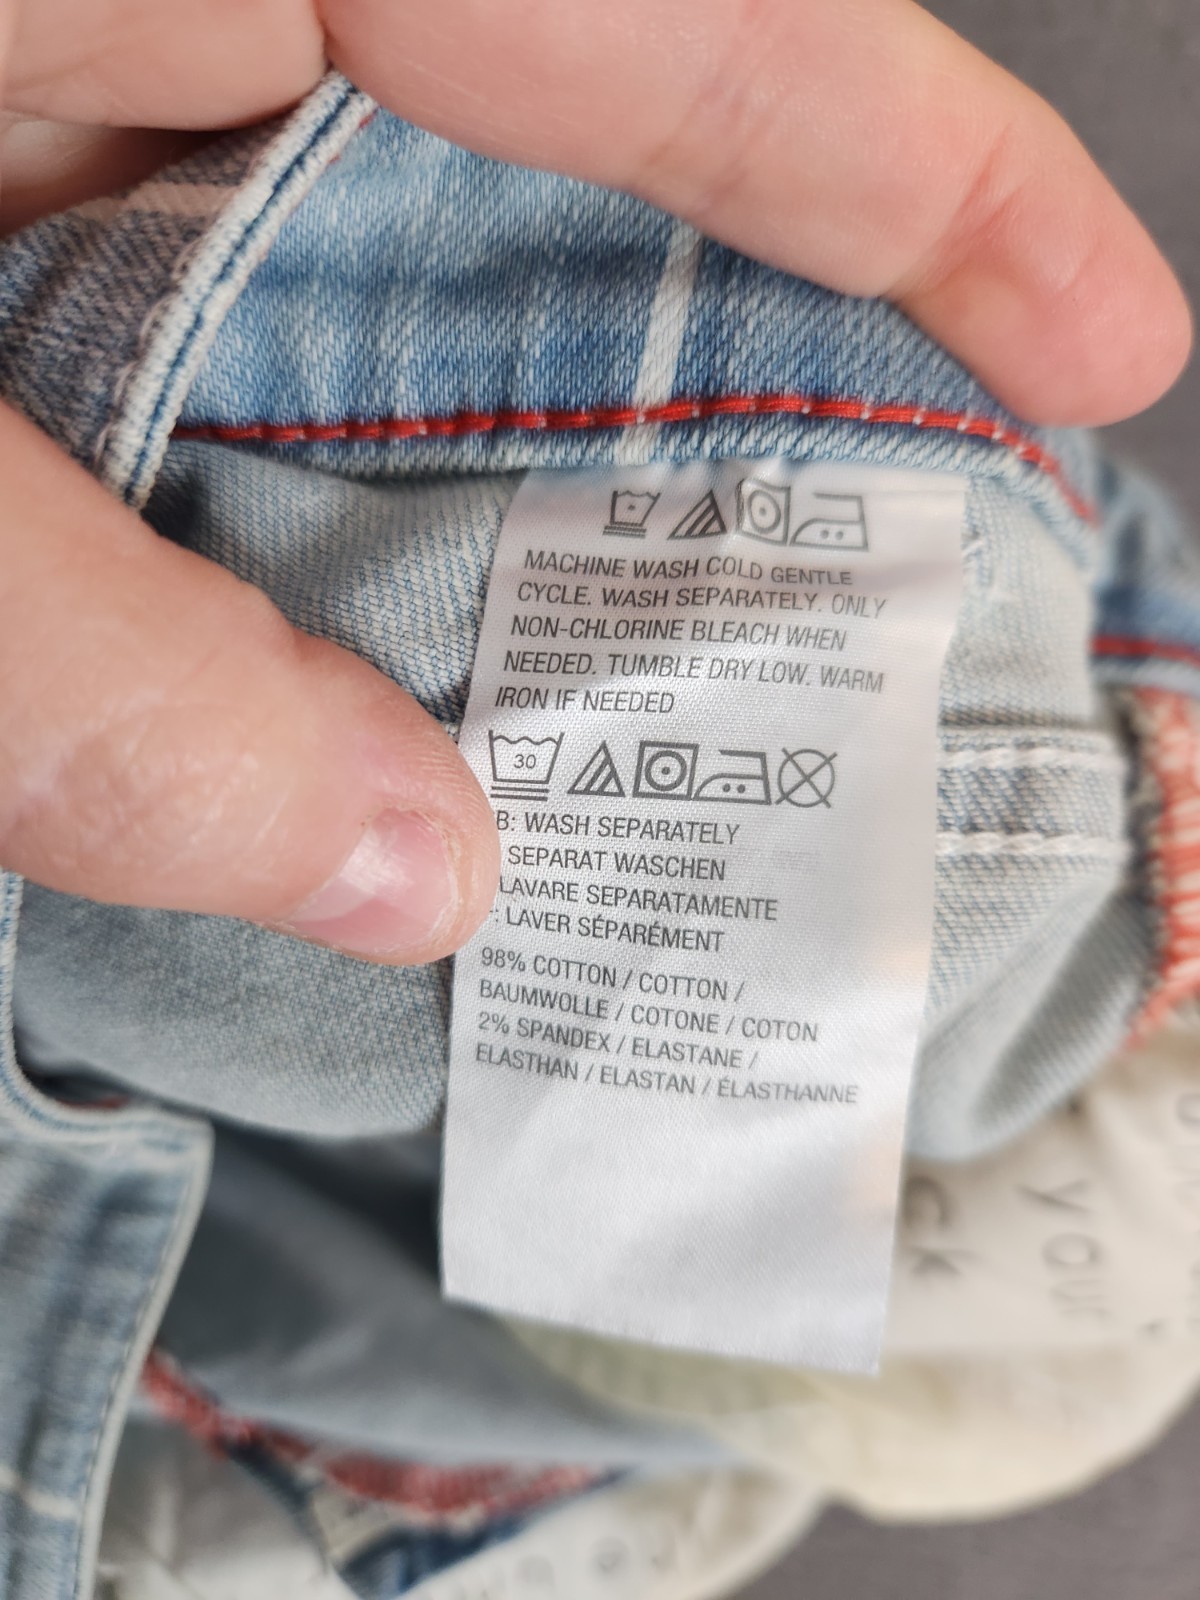 MACHINE WASH COLD GENTLE
CYCLE. WASH SEPARATELY. ONLY
NON-CHLORINE BLEACH WHEN
NEEDED. TUMBLE DRY LOW. WARM
IRON IF NEEDED
30
B: WASH SEPARATELY
SEPARAT WASCHEN
LAVARE SEPARATAMENTE
: LAVER SÉPARÉMENT
98% COTTON / COTTON /
BAUMWOLLE / COTONE / COTON
2% SPANDEX / ELASTANE /
ELASTHAN / ELASTAN / ÉLASTHANNE
your